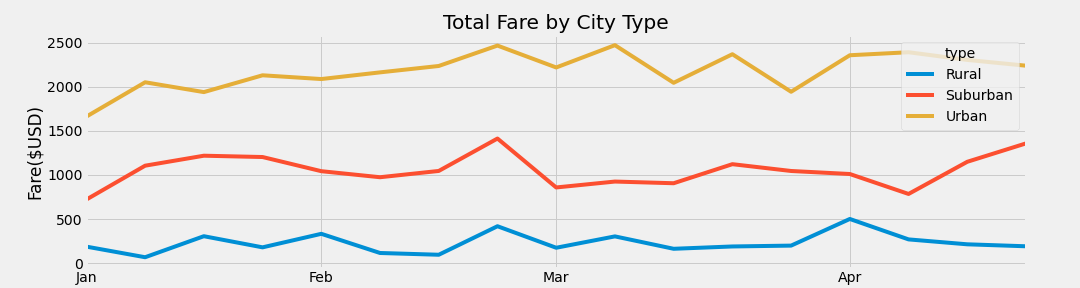 Total Fare by City Type
Fare($USD)
2500
2000
1500
1000
500
0
Jan
Feb
Mar
Apr
type
Rural
Suburban
Urban